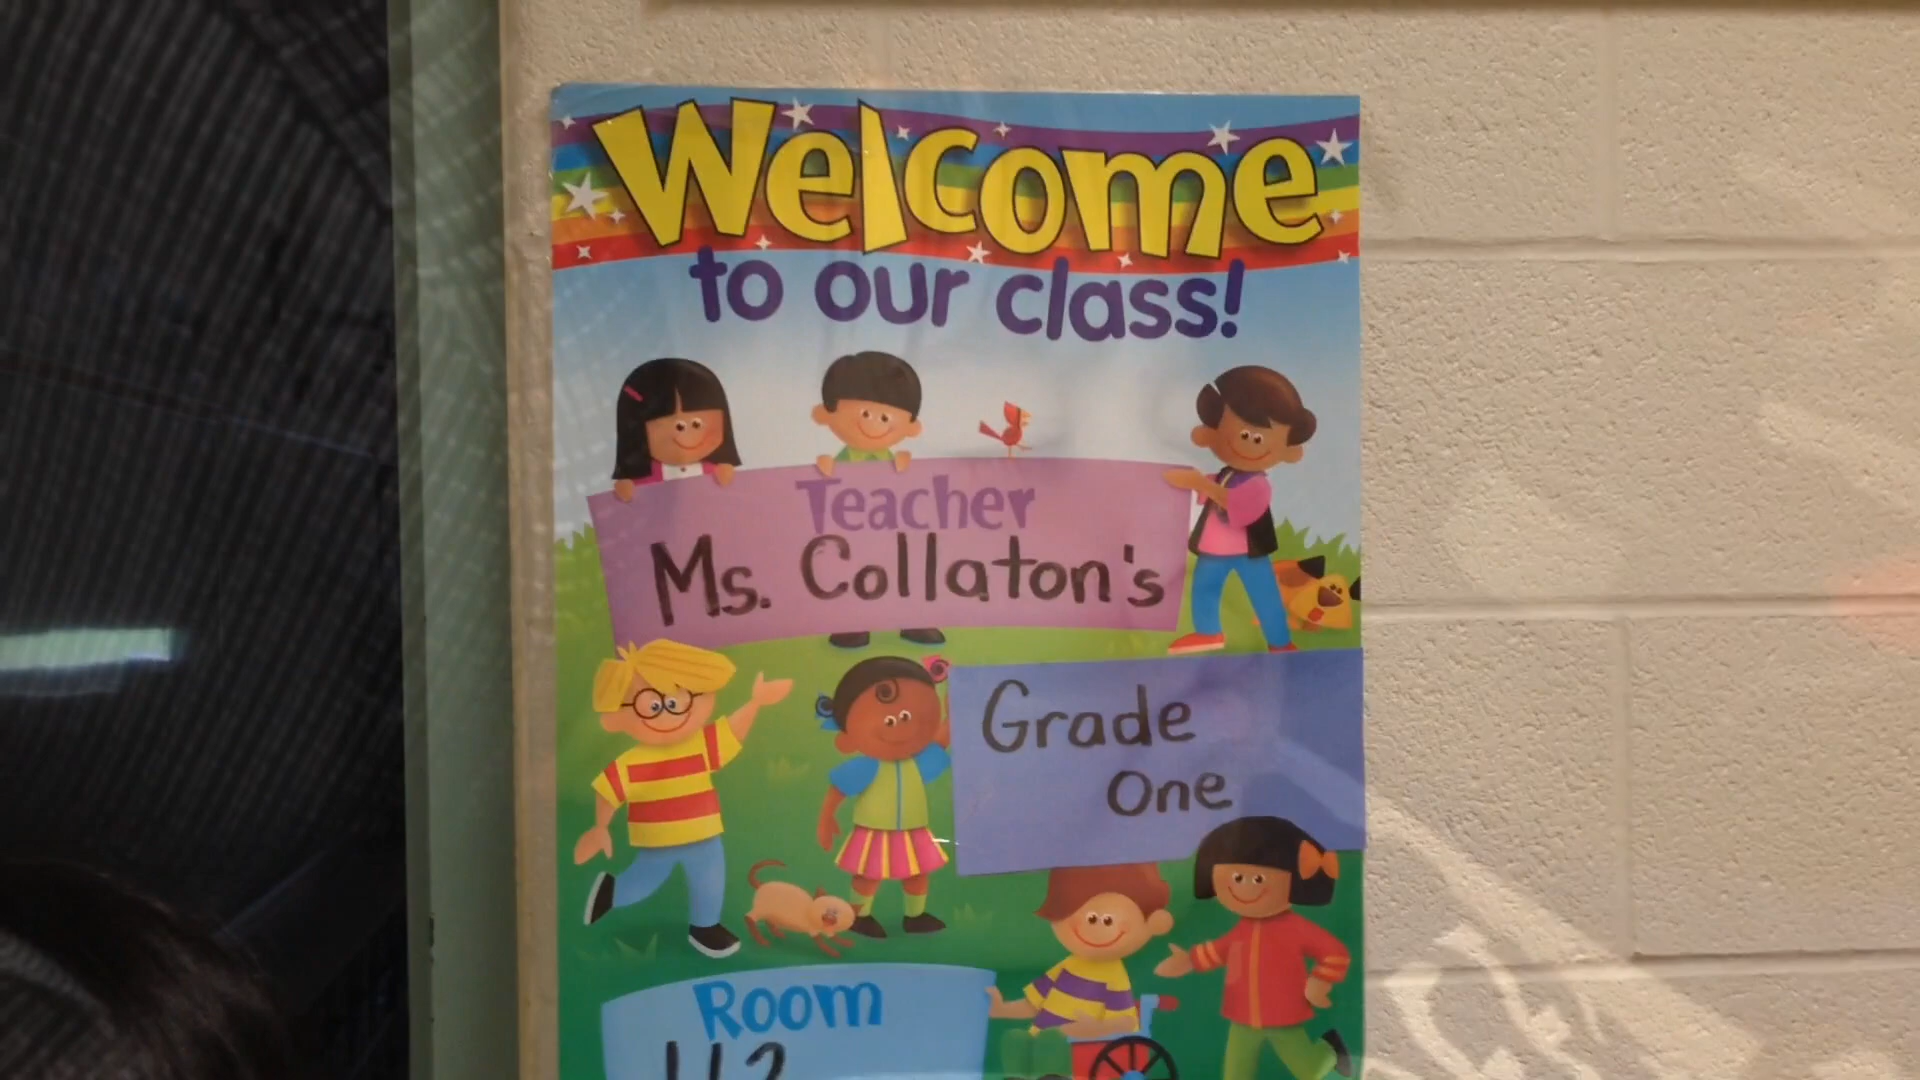 Welcome
to our class!
Teacher
Ms. Collaton's
Grade
One
Room